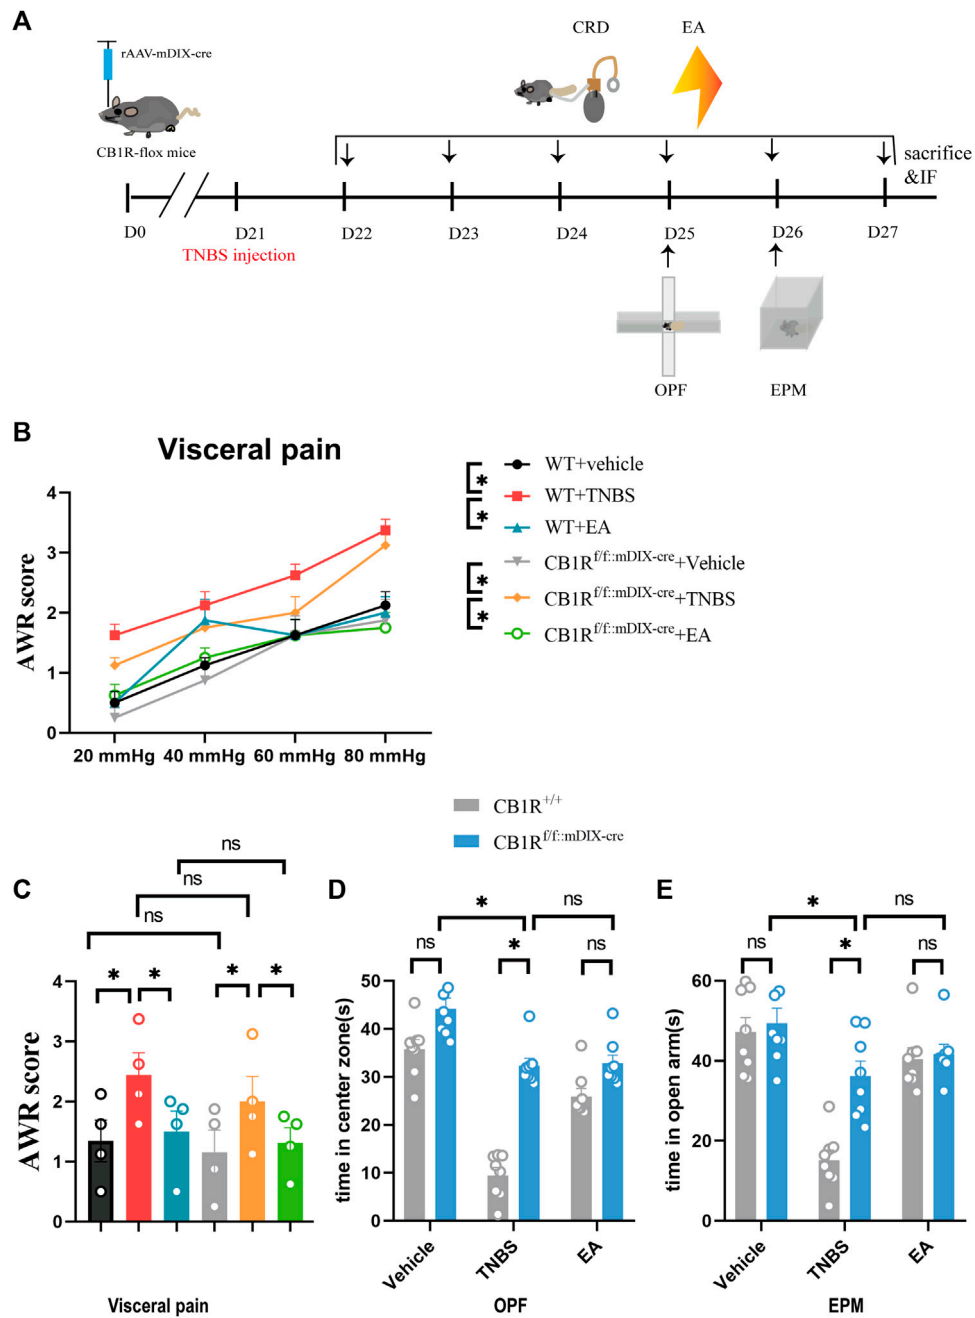 A
rAAV-mDIX-cre
CB1R-flox mice
CRD
EA
sacrifice
&IF
D0
D21
D22
D23
D24
D25
D26
D27
TNBS injection
OPF
EPM
B
Visceral pain
AWR score
4
3
2
1
0
20 mmHg
40 mmHg
60 mmHg
80 mmHg
* WT+vehicle
WT+TNBS
* WT+EA
CB1R^f/f::mDIX-cre+Vehicle
* CB1R^f/f::mDIX-cre+TNBS
* CB1R^f/f::mDIX-cre+EA
CB1R^+/+
CB1R^f/f::mDIX-cre
C
ns
ns
ns
* * * *
AWR score
4
3
2
1
0
Visceral pain
D
* ns
ns * ns
time in center zone(s)
50
40
30
20
10
0
Vehicle
TNBS
EA
OPF
E
* ns
ns * ns
time in open arm(s)
60
40
20
0
Vehicle
TNBS
EA
EPM